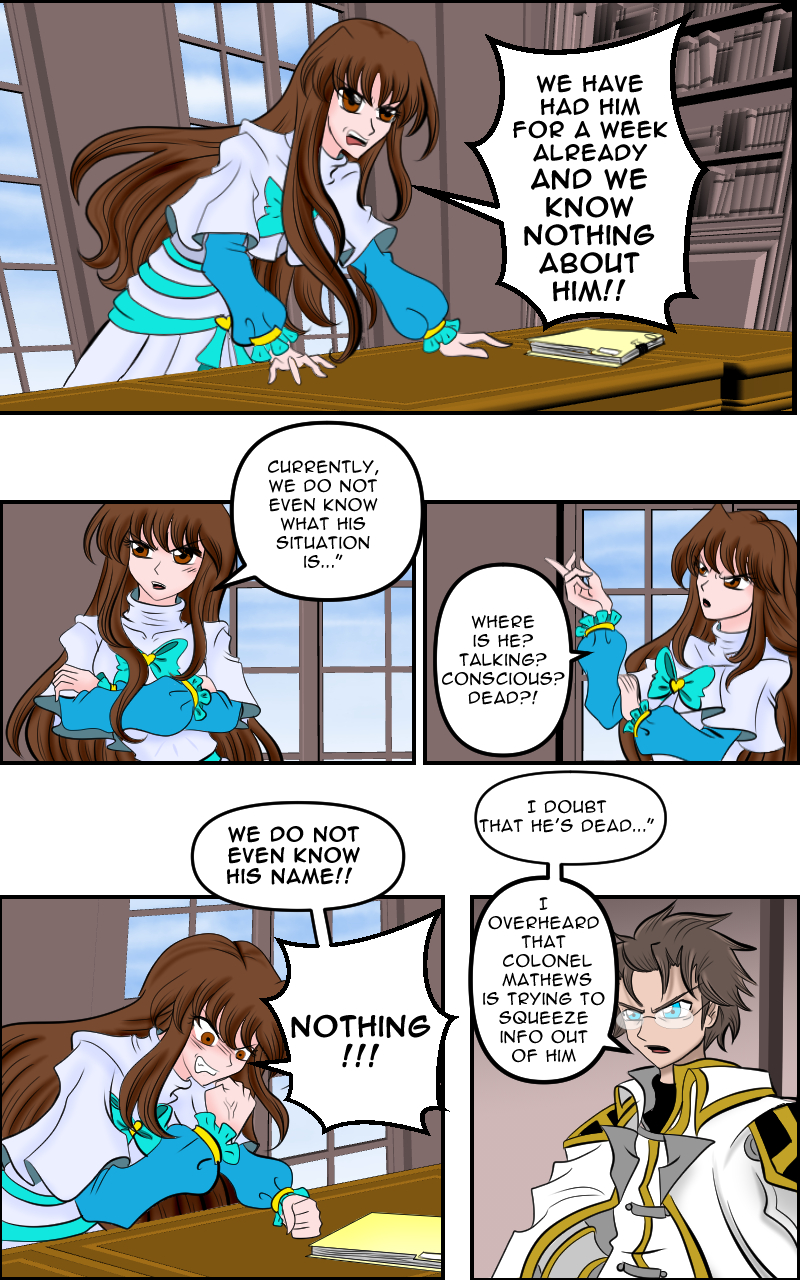 WE HAVE
HAD HIM
FOR A WEEK
ALREADY
AND WE
KNOW
NOTHING
ABOUT
HIM!!
CURRENTLY,
WE DO NOT
EVEN KNOW
WHAT HIS
SITUATION
IS..."
WHERE
IS HE?
TALKING?
CONSCIOUS?
DEAD?!
WE DO NOT
EVEN KNOW
HIS NAME!!
NOTHING
!!!
I DOUBT
THAT HE'S DEAD..."
I
OVERHEARD
THAT
COLONEL
MATHEWS
IS TRYING TO
SQUEEZE
INFO OUT
OF HIM